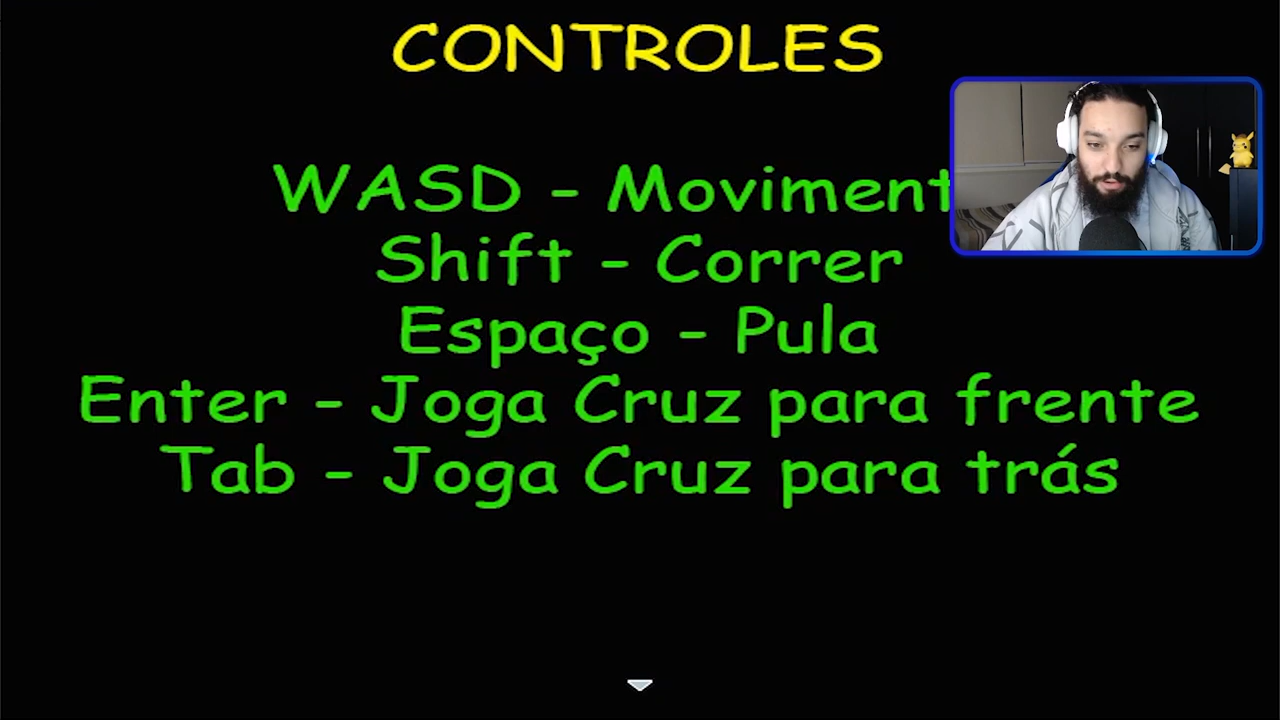 CONTROLES
WASD - Moviment
Shift - Correr
Espaço - Pula
Enter - Joga Cruz para frente
Tab - Joga Cruz para trás